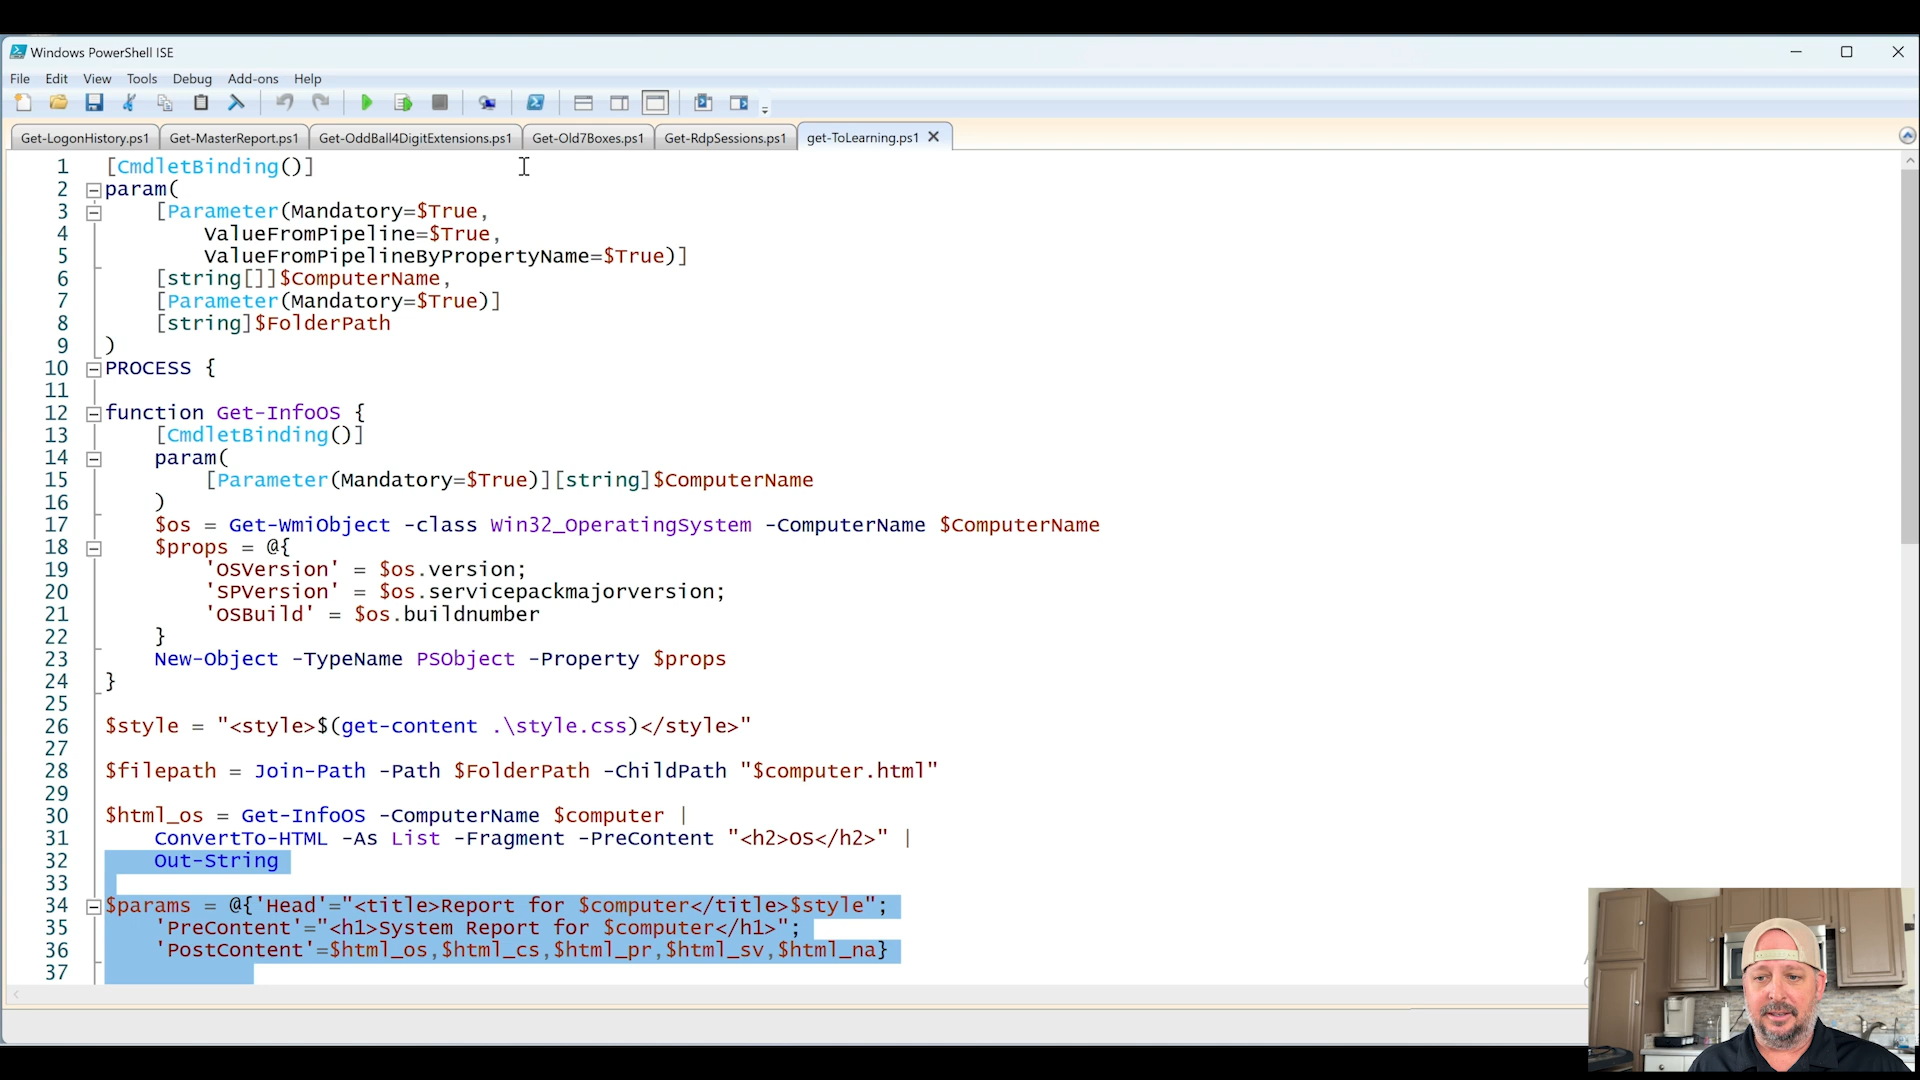 Windows PowerShell ISE
File Edit View Tools Debug Add-ons Help
Get-LogonHistory.ps1 Get-MasterReport.ps1 Get-OddBall4DigitExtensions.ps1 Get-Old7Boxes.ps1 Get-RdpSessions.ps1 get-ToLearning.ps1
1 [CmdletBinding()]
2 param(
3     [Parameter(Mandatory=$True,
4         ValueFromPipeline=$True,
5         ValueFromPipelineByPropertyName=$True)]
6     [string[]]$ComputerName,
7     [Parameter(Mandatory=$True)]
8     [string]$FolderPath
9 )
10 PROCESS {
11
12 function Get-InfoOS {
13     [CmdletBinding()]
14     param(
15         [Parameter(Mandatory=$True)][string]$ComputerName
16     )
17     $os = Get-WmiObject -class Win32_OperatingSystem -ComputerName $ComputerName
18     $props = @{
19         'OSVersion' = $os.version;
20         'SPVersion' = $os.servicepackmajorversion;
21         'OSBuild' = $os.buildnumber
22     }
23     New-Object -TypeName PSObject -Property $props
24 }
25
26 $style = "<style>$(get-content .\style.css)</style>"
27
28 $filepath = Join-Path -Path $FolderPath -ChildPath "$computer.html"
29
30 $html_os = Get-InfoOS -ComputerName $computer |
31     ConvertTo-HTML -As List -Fragment -PreContent "<h2>OS</h2>" |
32     Out-String
33
34 $params = @{'Head'="<title>Report for $computer</title>$style";
35     'PreContent'="<h1>System Report for $computer</h1>";
36     'PostContent'=$html_os,$html_cs,$html_pr,$html_sv,$html_na}
37